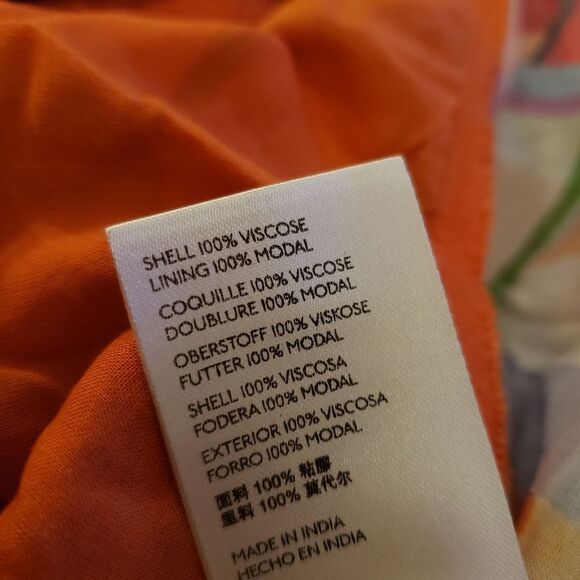 SHELL 100% VISCOSE
LINING 100% MODAL
COQUILLE 100% VISCOSE
DOUBLURE 100% MODAL
OBERSTOFF 100% VISKOSE
FUTTER 100% MODAL
SHELL 100% VISCOSA
FODERA 100% MODAL
EXTERIOR 100% VISCOSA
FORRO 100% MODAL
面料 100% 粘膠
里料 100% 莫代尔
MADE IN INDIA
HECHO EN INDIA